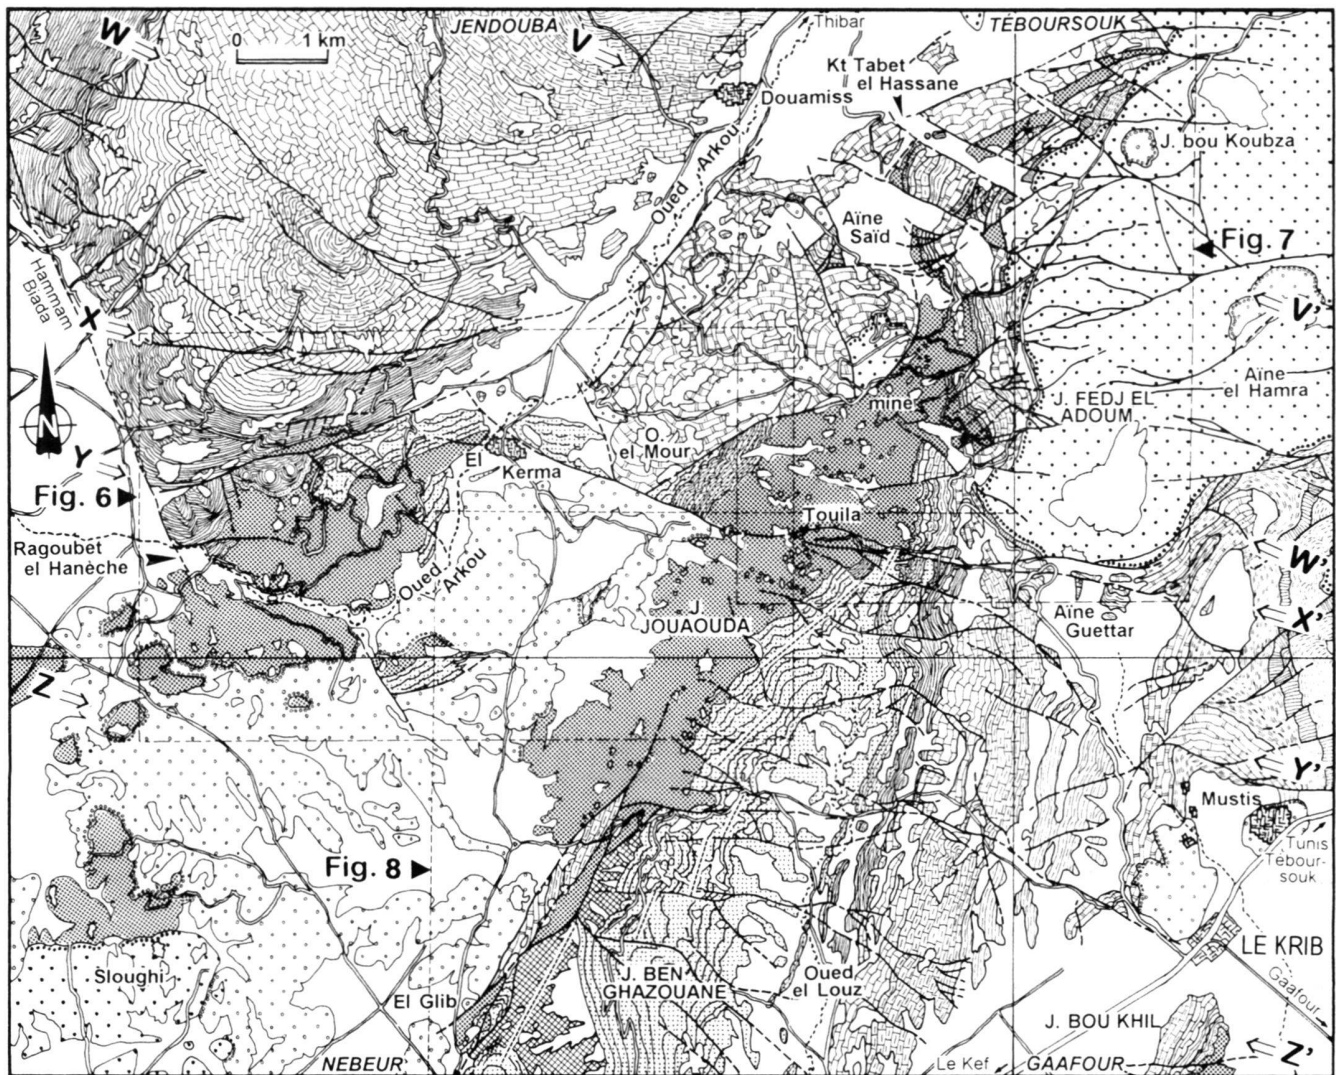 JENDOUBA
TÉBOURSOUK
Thibar
W
V
0 1 km
Kt Tabet
el Hassane
Douamiss
J. bou Koubza
Oued Arkou
Aïne
Saïd
Fig. 7
Hammam
Biada
X
V'
Aïne
el Hamra
mine
J. FEDJ EL
ADOUM
N
O.
el Mour
Y
El
Kerma
Fig. 6
Touila
Ragoubet
el Hanèche
W'
Oued
Arkou
J.
JOUAOUDA
Aïne
Guettar
X'
Z
Y'
Mustis
Tunis
Tébour-
souk
Fig. 8
LE KRIB
Sloughi
J. BEN
GHAZOUANE
Oued
el Louz
Gaafour
El Glib
J. BOU KHIL
NEBEUR
Le Kef
GAAFOUR
Z'